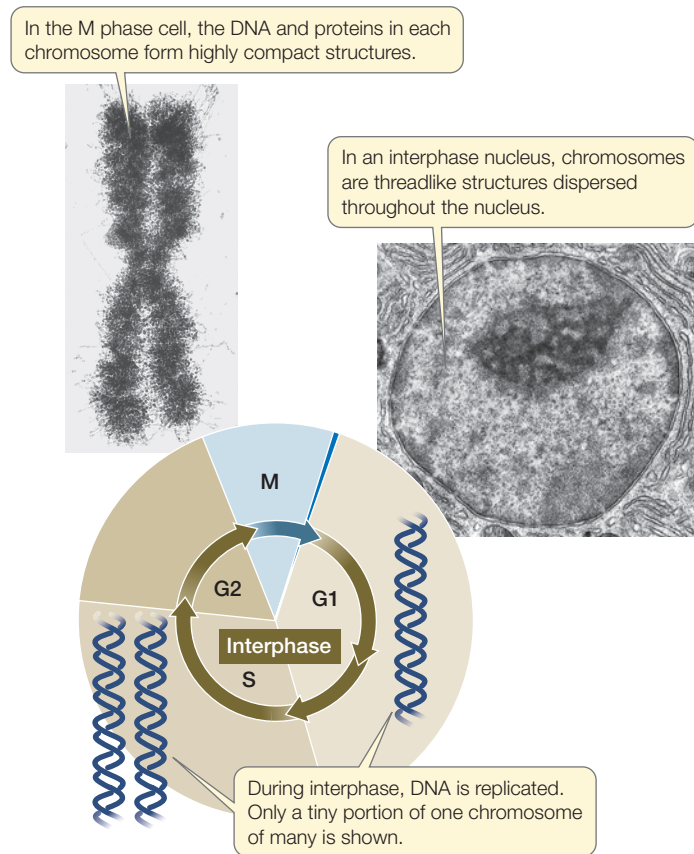 In the M phase cell, the DNA and proteins in each
chromosome form highly compact structures.
In an interphase nucleus, chromosomes
are threadlike structures dispersed
throughout the nucleus.
M
G2
G1
Interphase
S
During interphase, DNA is replicated.
Only a tiny portion of one chromosome
of many is shown.